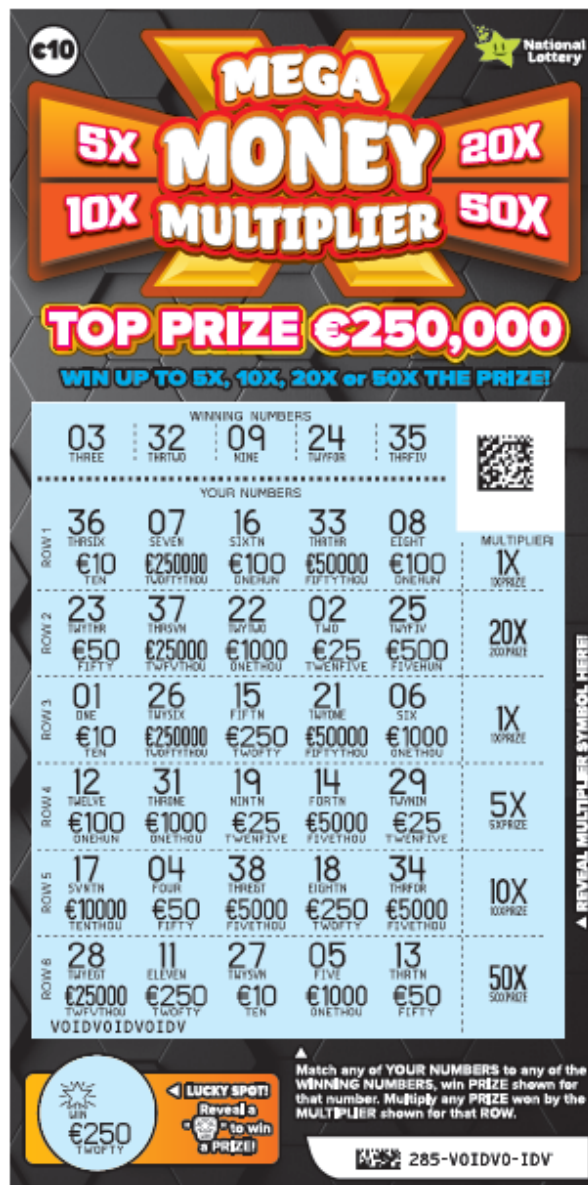 €10
National
Lottery
MEGA
MONEY
MULTIPLIER
5X
20X
10X
50X
TOP PRIZE €250,000
WIN UP TO 5X, 10X, 20X or 50X THE PRIZE!
WINNING NUMBERS
03 32 09 24 35
THREE THRTWO NINE TWYFOR THRFIV
YOUR NUMBERS
MULTIPLIER
ROW 1
36 07 16 33 08
THRSIX SEVEN SIXTN THRTHR EIGHT
€10 €250000 €100 €50000 €100
TEN TWOFTYTHOU ONEHUN FIFTYTHOU ONEHUN
1X
1XPRIZE
ROW 2
23 37 22 02 25
TWYTHR THRSVN TWYTWO TWO TWYFIV
€50 €25000 €1000 €25 €500
FIFTY TWFVTHOU ONETHOU TWENFIVE FIVEHUN
20X
20XPRIZE
ROW 3
01 26 15 21 06
ONE TWYSIX FIFTN TWYONE SIX
€10 €250000 €250 €50000 €1000
TEN TWOFTYTHOU TWOFTY FIFTYTHOU ONETHOU
1X
1XPRIZE
ROW 4
12 31 19 14 29
TWELVE THRONE NINTN FORTN TWYNIN
€100 €1000 €25 €5000 €25
ONEHUN ONETHOU TWENFIVE FIVETHOU TWENFIVE
5X
5XPRIZE
ROW 5
17 04 38 18 34
SVNTN FOUR THREGT EIGHTN THRFOR
€10000 €50 €5000 €250 €5000
TENTHOU FIFTY FIVETHOU TWOFTY FIVETHOU
10X
10XPRIZE
ROW 6
28 11 27 05 13
TWYEGT ELEVEN TWYSVN FIVE THRTN
€25000 €250 €10 €1000 €50
TWFVTHOU TWOFTY TEN ONETHOU FIFTY
50X
50XPRIZE
VOIDVOIDVOIDV
▲ REVEAL MULTIPLIER SYMBOL HERE!
WIN
€250
TWOFTY
◀ LUCKY SPOT!
Reveal a
" " to win
a PRIZE!
▲
Match any of YOUR NUMBERS to any of the
WINNING NUMBERS, win PRIZE shown for
that number. Multiply any PRIZE won by the
MULTIPLIER shown for that ROW.
285-VOIDVO-IDV